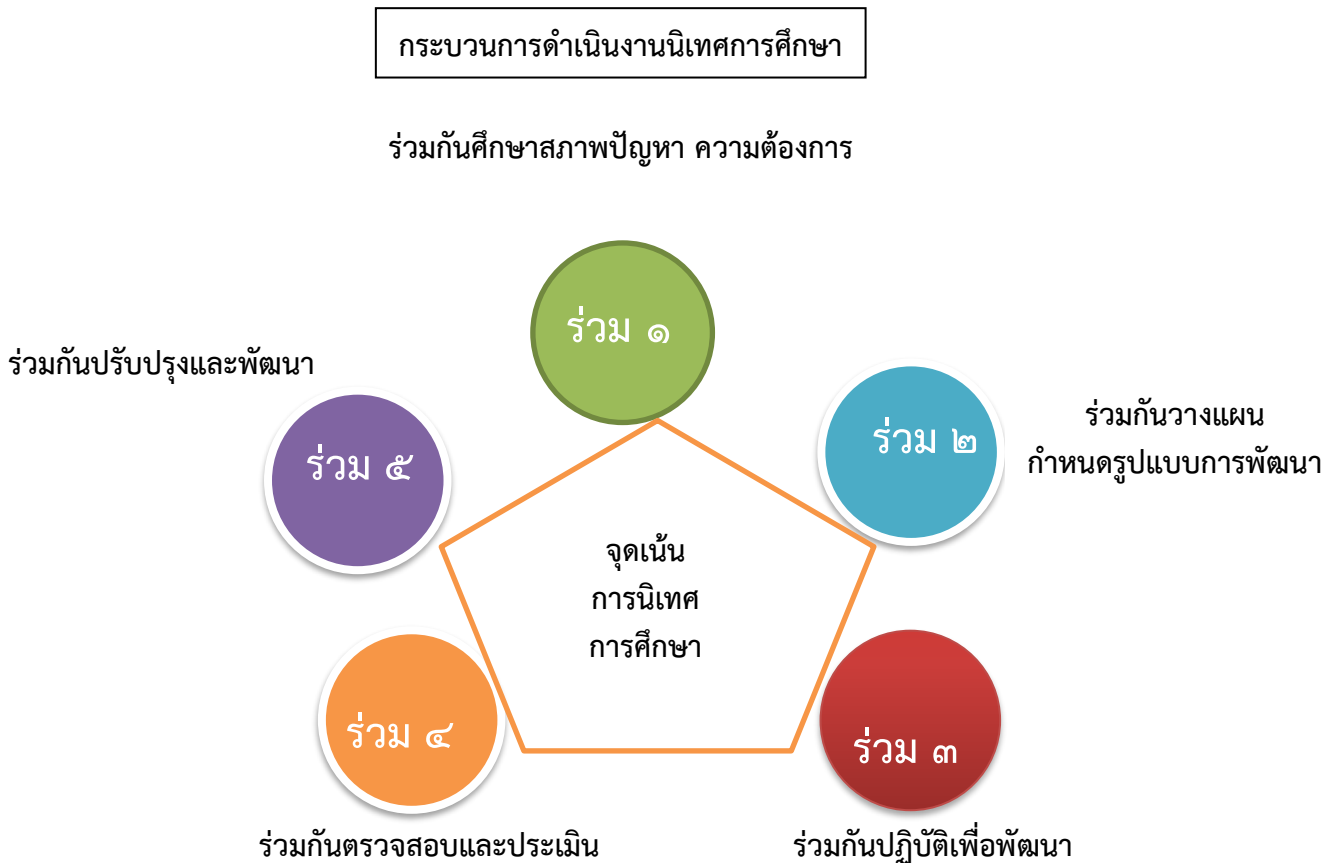 กระบวนการดำเนินงานนิเทศการศึกษา
ร่วมกันศึกษาสภาพปัญหา ความต้องการ
ร่วม ๑
ร่วม ๒
ร่วมกันวางแผน
กำหนดรูปแบบการพัฒนา
ร่วม ๓
ร่วมกันปฏิบัติเพื่อพัฒนา
ร่วม ๔
ร่วมกันตรวจสอบและประเมิน
ร่วม ๕
ร่วมกันปรับปรุงและพัฒนา
จุดเน้น
การนิเทศ
การศึกษา